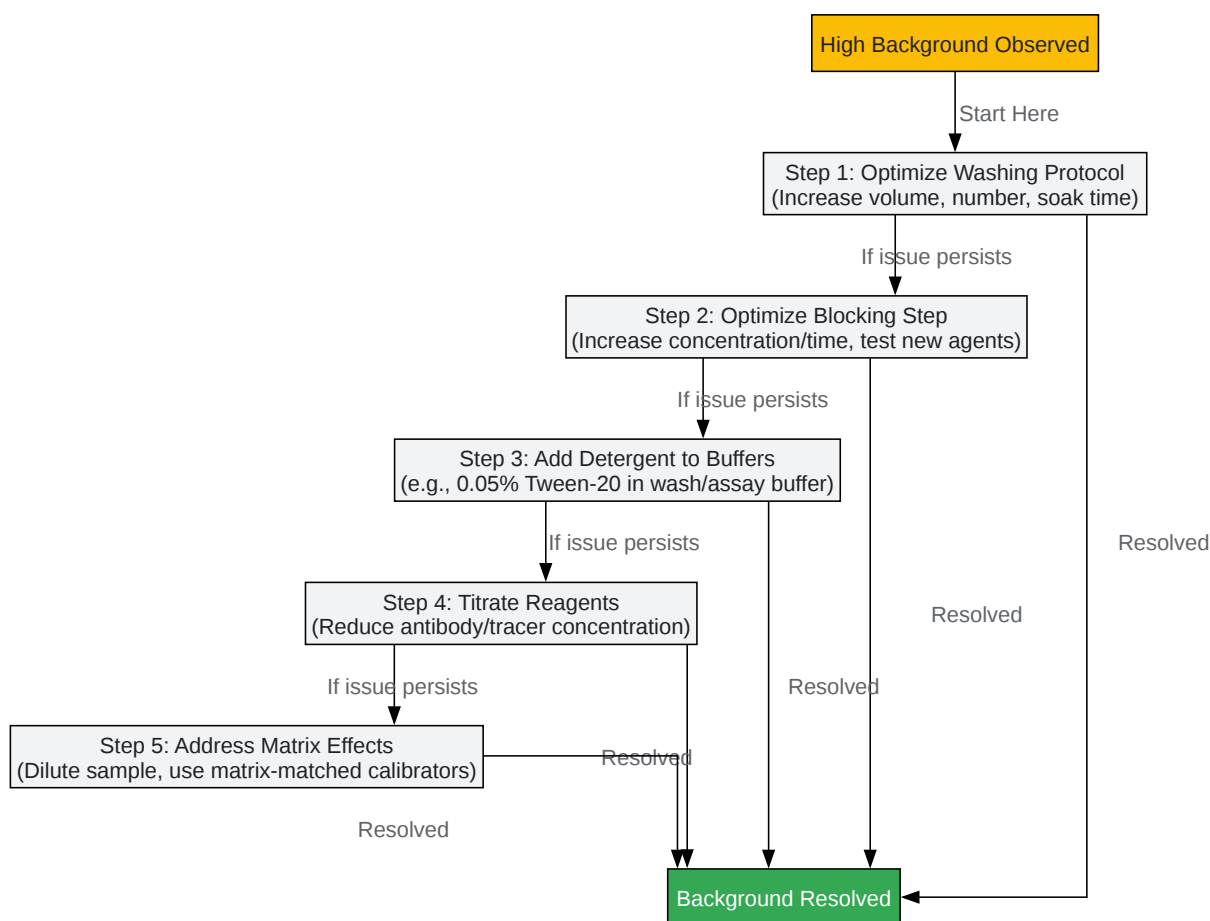 High Background Observed
Start Here
Step 1: Optimize Washing Protocol
(Increase volume, number, soak time)
If issue persists
Step 2: Optimize Blocking Step
(Increase concentration/time, test new agents)
If issue persists
Step 3: Add Detergent to Buffers
(e.g., 0.05% Tween-20 in wash/assay buffer)
If issue persists
Resolved
Step 4: Titrate Reagents
(Reduce antibody/tracer concentration)
Resolved
If issue persists
Resolved
Step 5: Address Matrix Effects
(Dilute sample, use matrix-matched calibrators)
Resolved
Resolved
Background Resolved